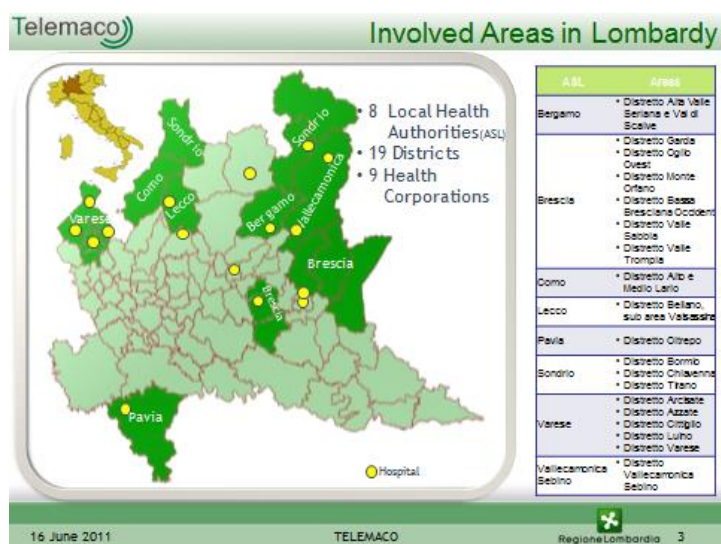 Telemaco
Involved Areas in Lombardy
• 8 Local Health
Authorities(ASL)
• 19 Districts
• 9 Health
Corporations
Sondrio
Como
Lecco
Varese
Sondrio
Vallecamonica
Bergamo
Brescia
Brescia
Pavia
Hospital
ASL Areas
Bergamo
• Distretto Alta Valle
Seriana e Val di
Scalve
Brescia
• Distretto Garda
• Distretto Oglio
Ovest
• Distretto Monte
Orfano
• Distretto Bassa
Bresciana Occident
• Distretto Valle
Sabbia
• Distretto Valle
Trompia
Como
• Distretto Alto e
Medio Lario
Lecco
• Distretto Bellano,
sub area Valsassina
Pavia
• Distretto Oltrepo
Sondrio
• Distretto Bormio
• Distretto Chiavenna
• Distretto Tirano
Varese
• Distretto Arcisate
• Distretto Azzate
• Distretto Cittiglio
• Distretto Luino
• Distretto Varese
Vallecamonica
Sebino
• Distretto
Vallecamonica
Sebino
16 June 2011
TELEMACO
RegioneLombardia
3